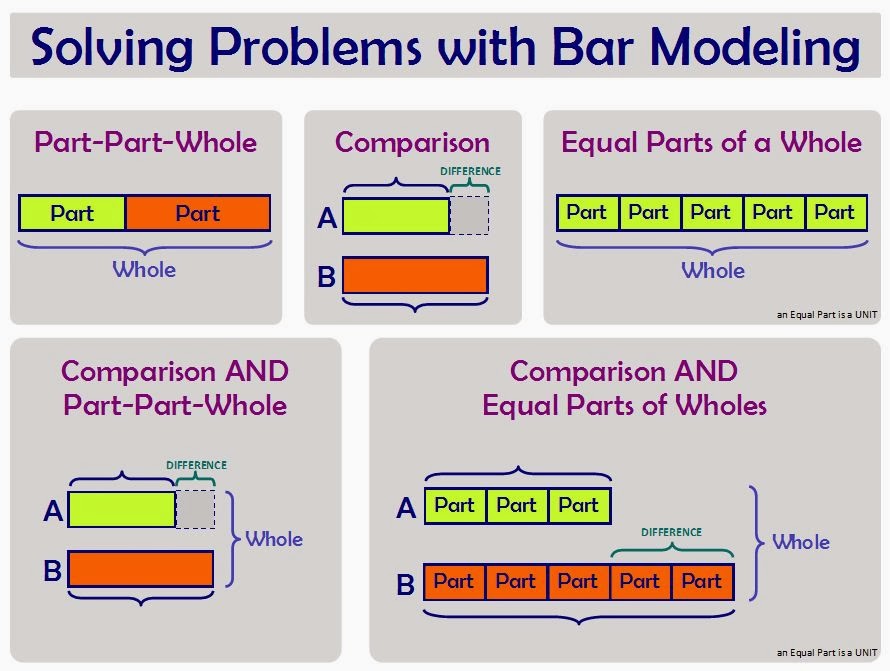 Solving Problems with Bar Modeling
Part-Part-Whole
Part Part
Whole
Comparison
DIFFERENCE
A
B
Equal Parts of a Whole
Part Part Part Part Part
Whole
an Equal Part is a UNIT
Comparison AND
Part-Part-Whole
DIFFERENCE
A
Whole
B
Comparison AND
Equal Parts of Wholes
A Part Part Part
DIFFERENCE
Whole
B Part Part Part Part Part
an Equal Part is a UNIT